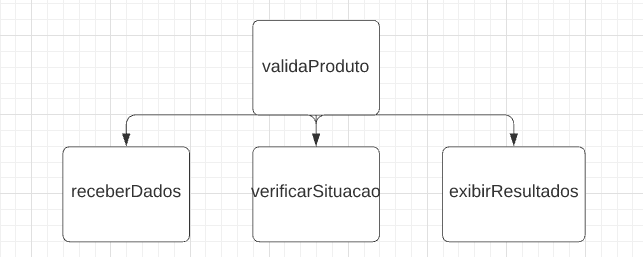 validaProduto
receberDados
verificarSituacao
exibirResultados